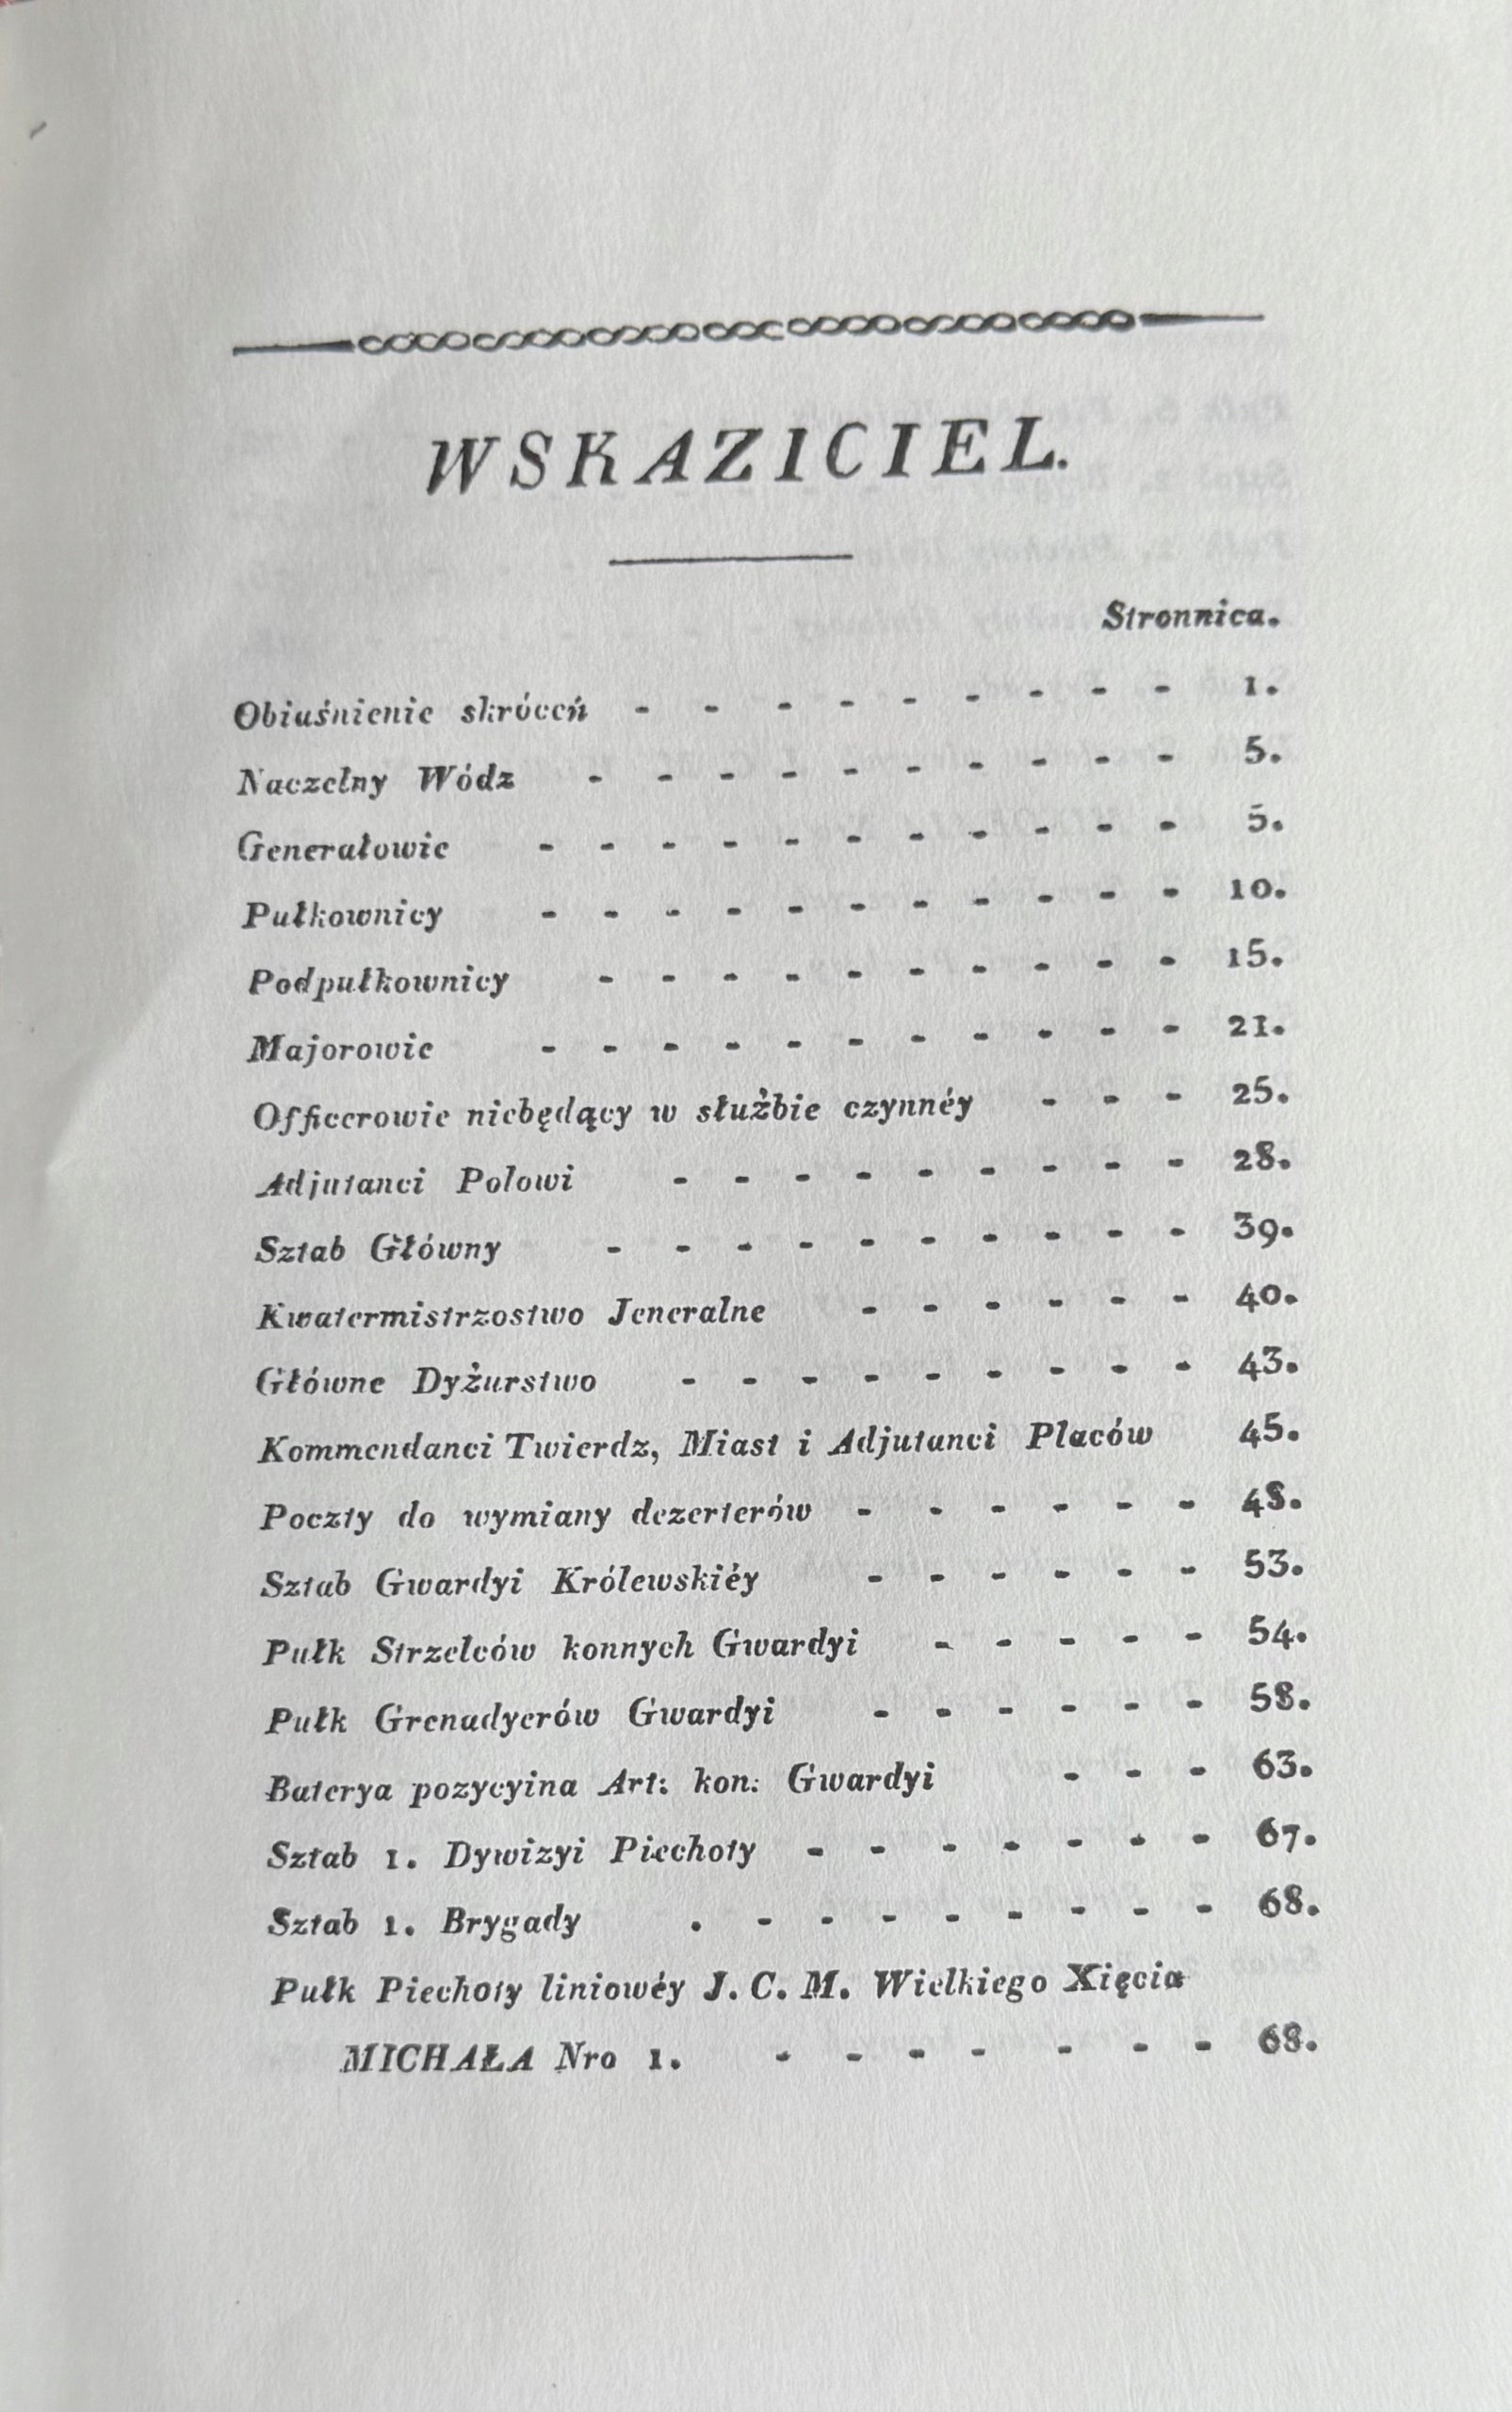 WSKAZICIEL.
Stronnica.
Obiaśnienie skróceń - - - - - - - - - 1.
Naczelny Wódz - - - - - - - - - - 5.
Generałowie - - - - - - - - - - - 5.
Pułkownicy - - - - - - - - - - - 10.
Podpułkownicy - - - - - - - - - - 15.
Majorowie - - - - - - - - - - - 21.
Officerowie niebędący w służbie czynnéy - - - 25.
Adjutanci Polowi - - - - - - - - - 28.
Sztab Główny - - - - - - - - - - 39.
Kwatermistrzostwo Jeneralne - - - - - - 40.
Główne Dyżurstwo - - - - - - - - - 43.
Kommendanci Twierdz, Miast i Adjutanci Placów 45.
Poczty do wymiany dezerterów - - - - - - 48.
Sztab Gwardyi Królewskiéy - - - - - - 53.
Pułk Strzelców konnych Gwardyi - - - - - 54.
Pułk Grenadyerów Gwardyi - - - - - - 58.
Baterya pozycyina Art: kon: Gwardyi - - - 63.
Sztab 1. Dywizyi Piechoty - - - - - - - 67.
Sztab 1. Brygady . - - - - - - - - 68.
Pułk Piechoty liniowéy J. C. M. Wielkiego Xięcia
MICHAŁA Nro 1. - - - - - - - 68.